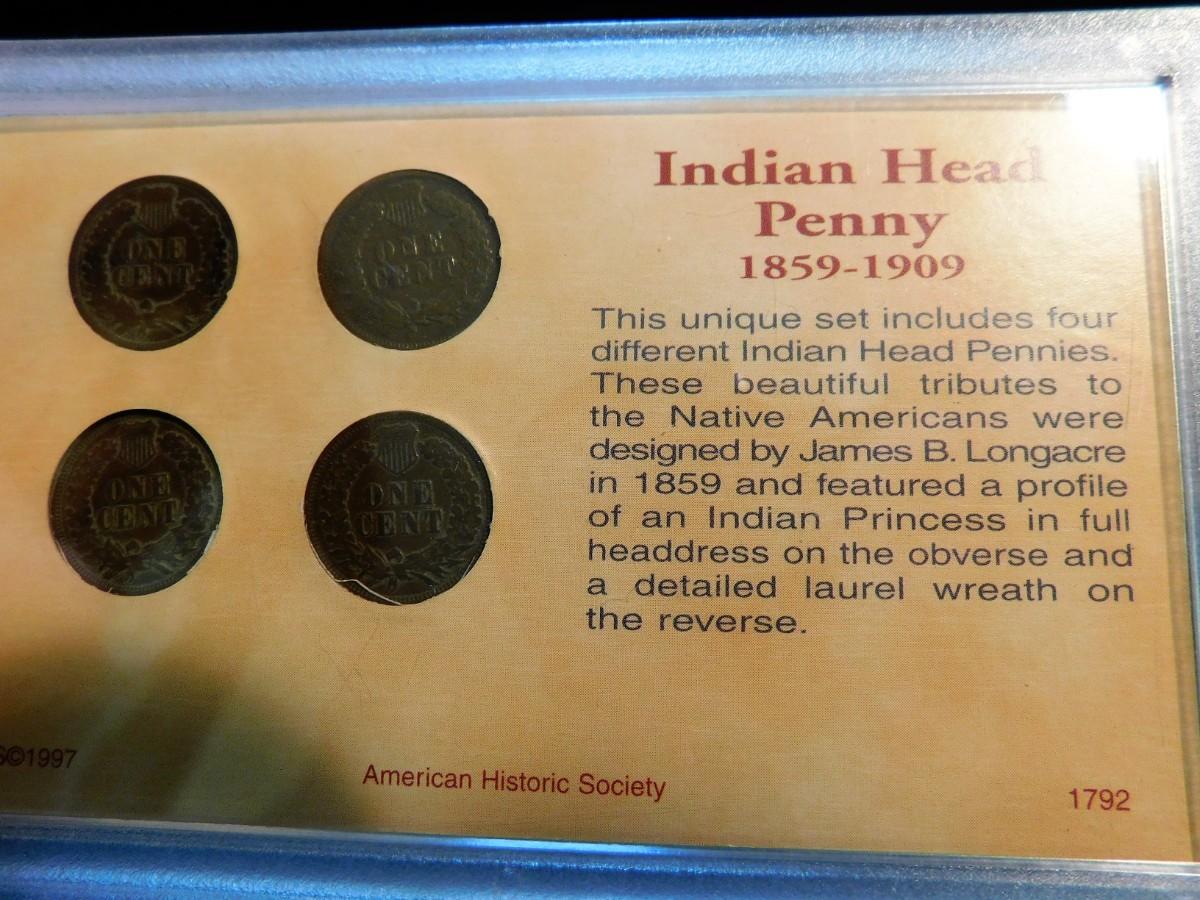 ONE
CENT
ONE
CENT
ONE
CENT
ONE
CENT
Indian Head
Penny
1859-1909
This unique set includes four
different Indian Head Pennies.
These beautiful tributes to
the Native Americans were
designed by James B. Longacre
in 1859 and featured a profile
of an Indian Princess in full
headdress on the obverse and
a detailed laurel wreath on
the reverse.
S©1997
American Historic Society
1792